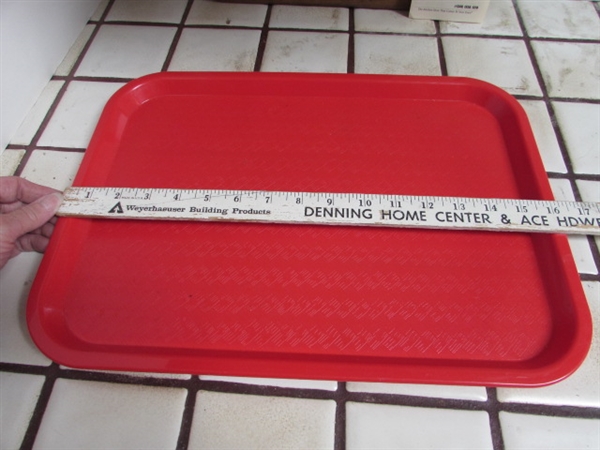 1 2 3 4 5 6 7 8 9 10 11 12 13 14 15 16 17
Weyerhaeuser Building Products DENNING HOME CENTER & ACE HDWE